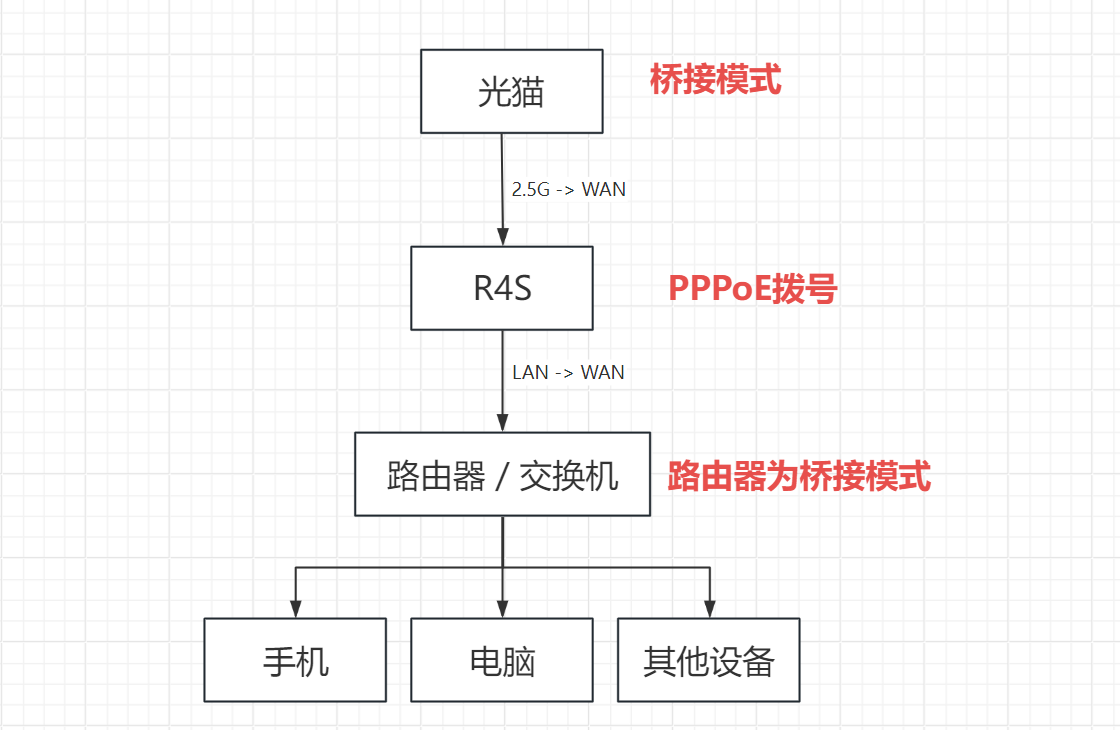 光猫
桥接模式
2.5G -> WAN
R4S
PPPoE拨号
LAN -> WAN
路由器 / 交换机
路由器为桥接模式
手机
电脑
其他设备